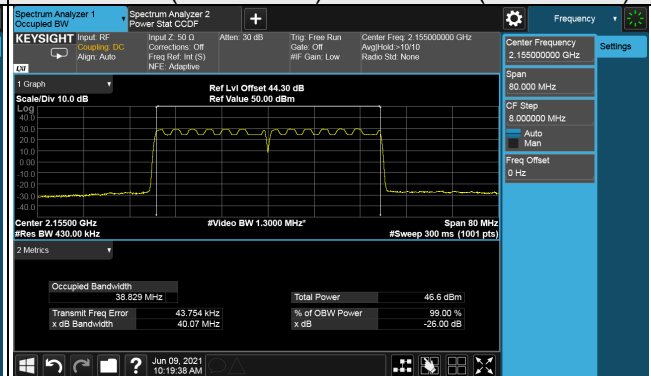 Spectrum Analyzer 1
Occupied BW
Spectrum Analyzer 2
Power Stat CCDF
Frequency
KEYSIGHT
LXI
Input: RF
Coupling: DC
Align: Auto
Input Z: 50 Ω
Corrections: Off
Freq Ref: Int (S)
NFE: Adaptive
Atten: 30 dB
Trig: Free Run
Gate: Off
#IF Gain: Low
Center Freq: 2.155000000 GHz
Avg|Hold:>10/10
Radio Std: None
Center Frequency
2.155000000 GHz
Settings
Span
80.000 MHz
CF Step
8.000000 MHz
Auto
Man
Freq Offset
0 Hz
1 Graph
Scale/Div 10.0 dB
Ref Lvl Offset 44.30 dB
Ref Value 50.00 dBm
Log
40.0
30.0
20.0
10.0
0.00
-10.0
-20.0
-30.0
-40.0
Center 2.15500 GHz
#Video BW 1.3000 MHz*
Span 80 MHz
#Res BW 430.00 kHz
#Sweep 300 ms (1001 pts)
2 Metrics
Occupied Bandwidth
38.829 MHz
Total Power
46.6 dBm
Transmit Freq Error
43.754 kHz
% of OBW Power
99.00 %
x dB Bandwidth
40.07 MHz
x dB
-26.00 dB
?
Jun 09, 2021
10:19:38 AM